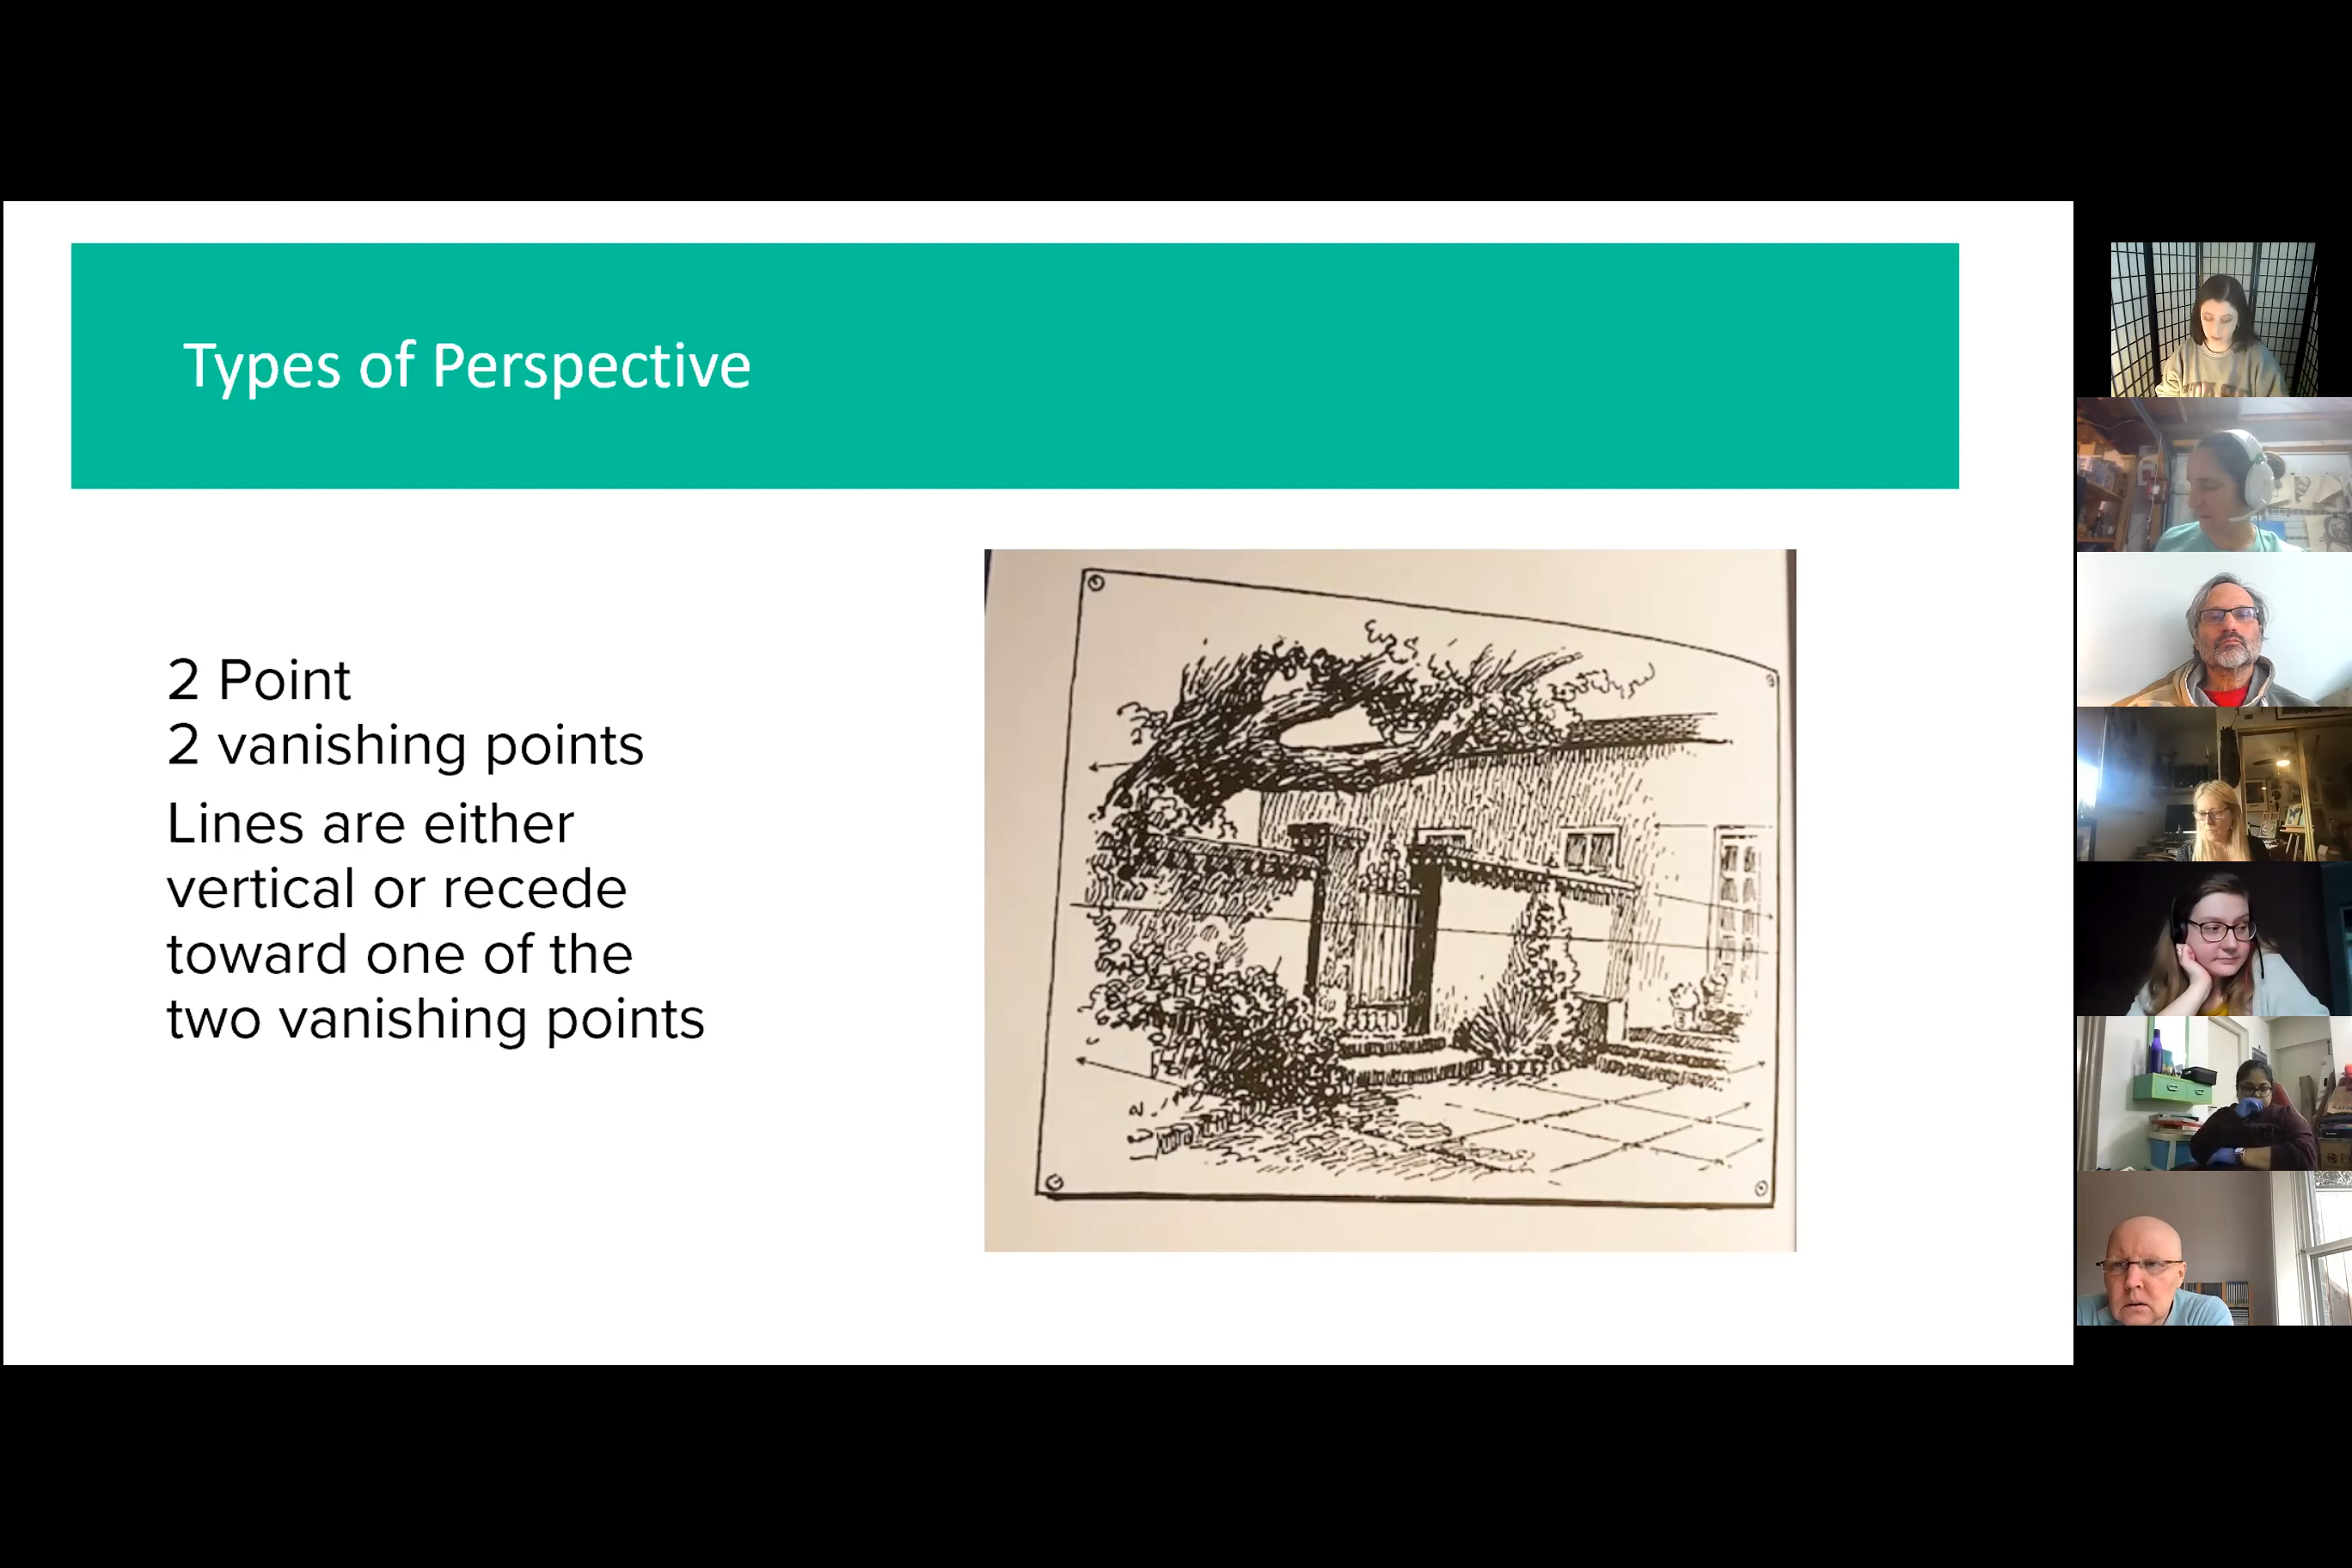 Types of Perspective
2 Point
2 vanishing points
Lines are either
vertical or recede
toward one of the
two vanishing points